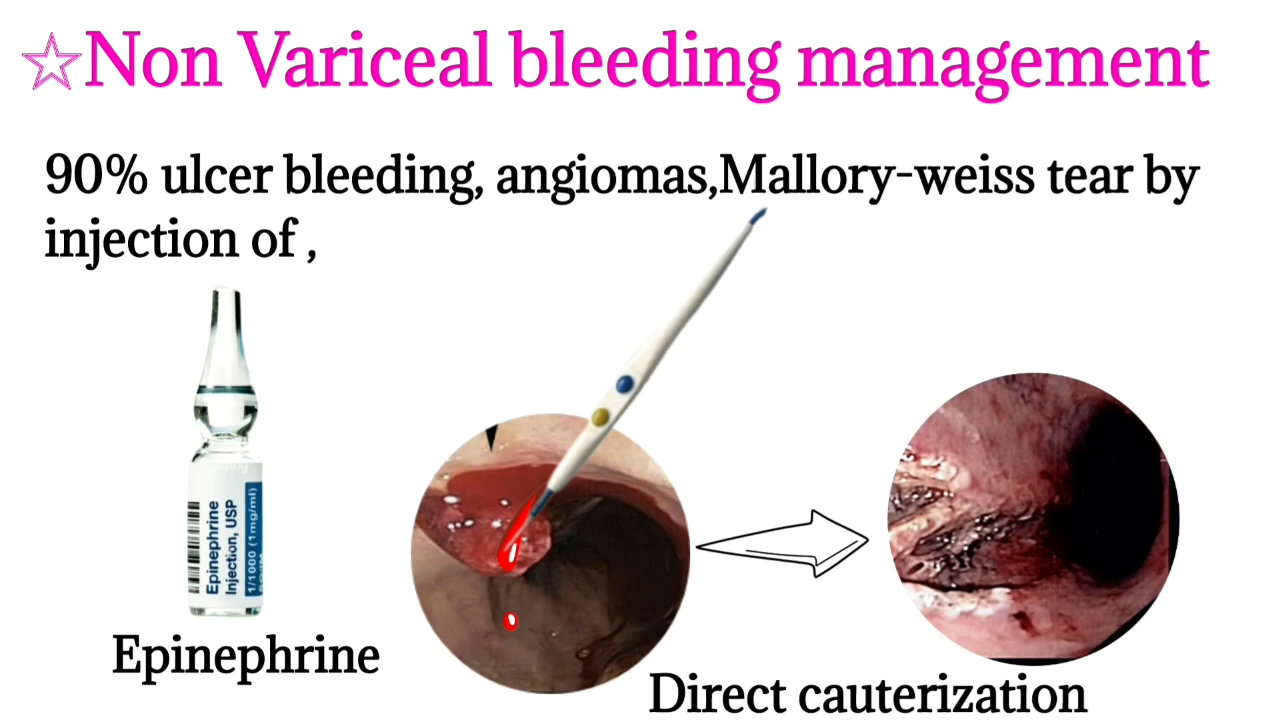 ☆Non Variceal bleeding management
90% ulcer bleeding, angiomas,Mallory-weiss tear by
injection of ,
Epinephrine
Injection, USP
1/1000 (1mg/ml)
Epinephrine
Direct cauterization